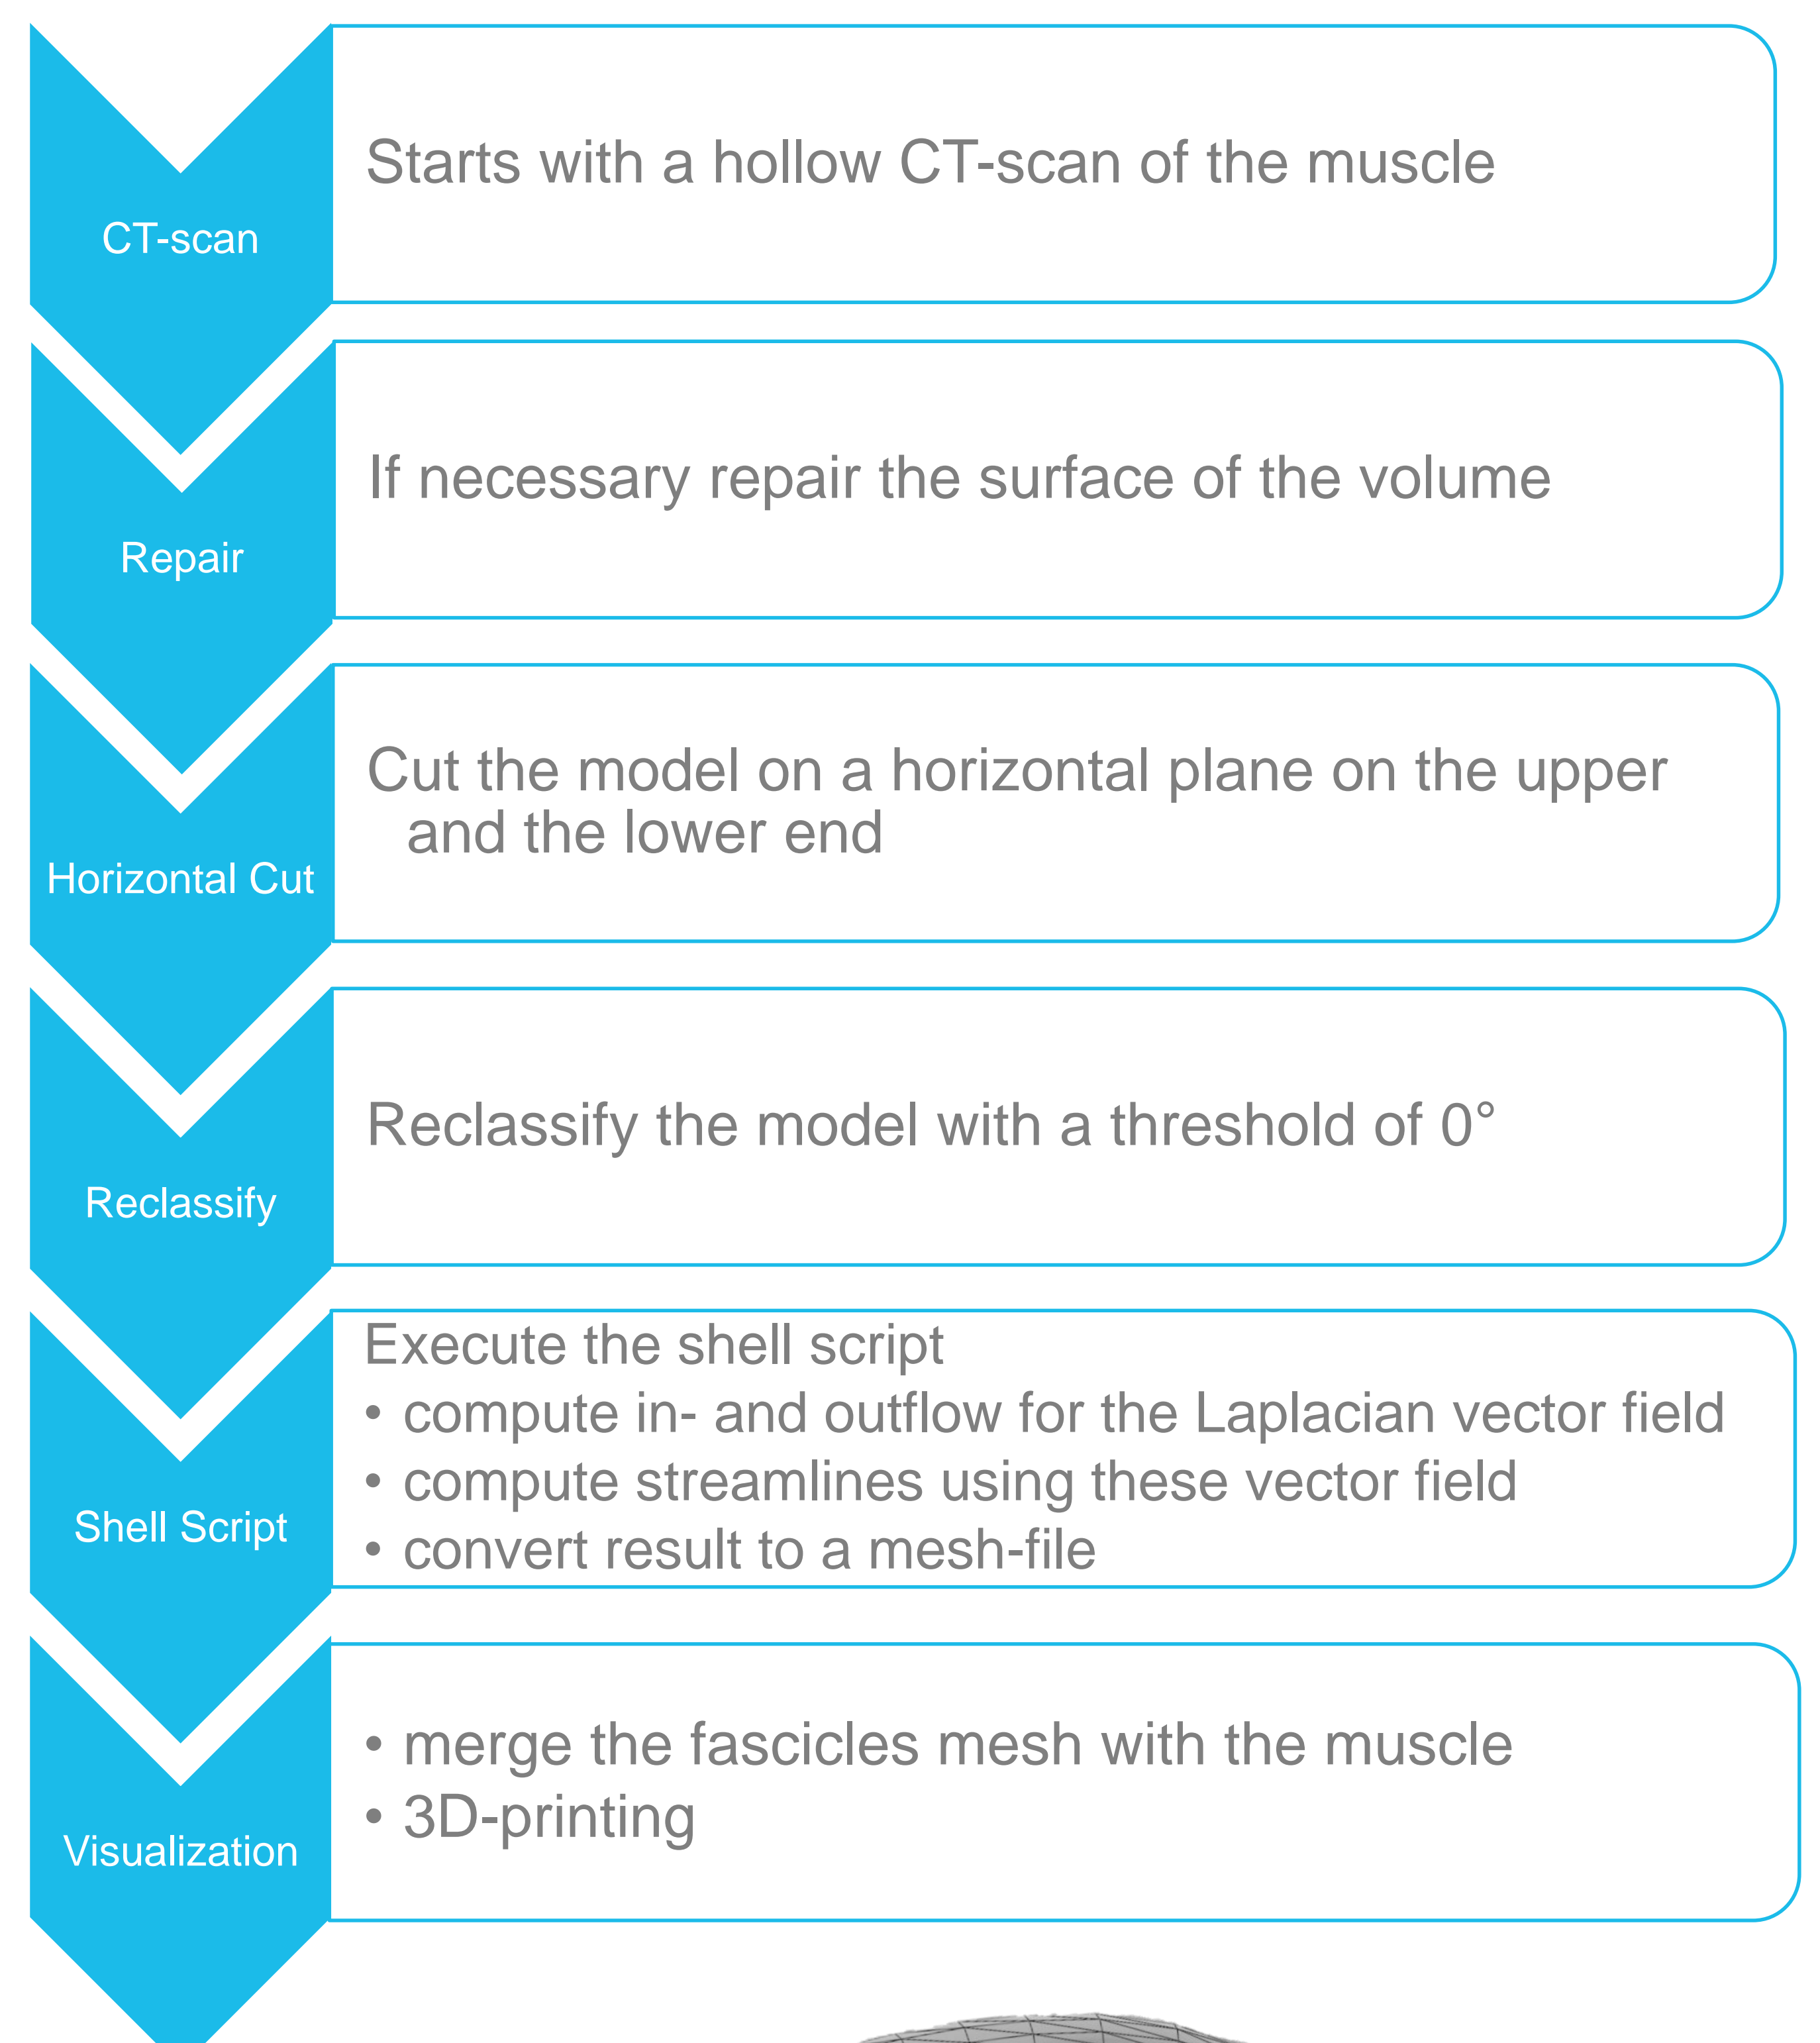 Starts with a hollow CT-scan of the muscle
CT-scan
If necessary repair the surface of the volume
Repair
Cut the model on a horizontal plane on the upper
and the lower end
Horizontal Cut
Reclassify the model with a threshold of 0°
Reclassify
Execute the shell script
• compute in- and outflow for the Laplacian vector field
• compute streamlines using these vector field
• convert result to a mesh-file
Shell Script
• merge the fascicles mesh with the muscle
• 3D-printing
Visualization